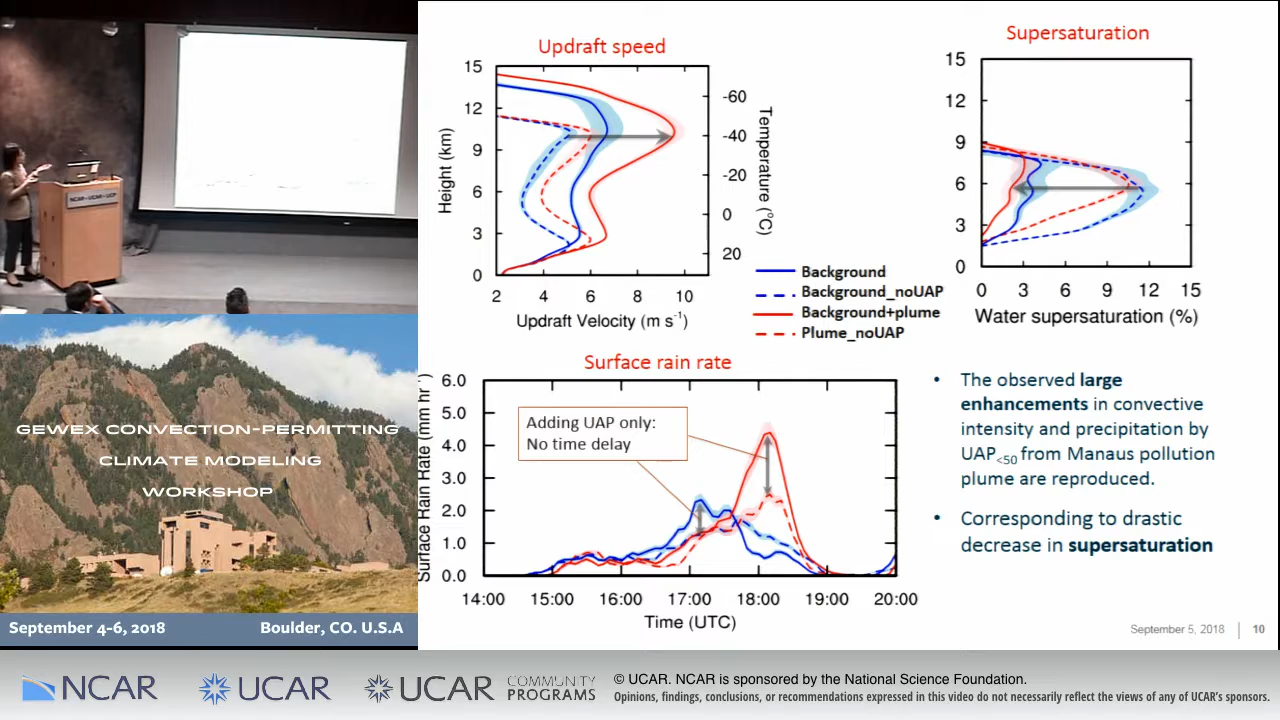 Updraft speed
15
12
9
6
3
0
Height (km)
2 4 6 8 10
Updraft Velocity (m s⁻¹)
-60
-40
-20
0
20
Temperature (°C)
Supersaturation
15
12
9
6
3
0
0 3 6 9 12 15
Water supersaturation (%)
Background
Background_noUAP
Background+plume
Plume_noUAP
Surface rain rate
6.0
5.0
4.0
3.0
2.0
1.0
0.0
Surface Rain Rate (mm hr⁻¹)
Adding UAP only:
No time delay
14:00 15:00 16:00 17:00 18:00 19:00 20:00
Time (UTC)
• The observed large
enhancements in convective
intensity and precipitation by
UAP<50 from Manaus pollution
plume are reproduced.
• Corresponding to drastic
decrease in supersaturation
September 5, 2018 | 10
NCAR•UCAR•UCP
GEWEX CONVECTION-PERMITTING
CLIMATE MODELING
WORKSHOP
September 4-6, 2018 Boulder, CO. U.S.A
NCAR UCAR UCAR COMMUNITY
PROGRAMS
© UCAR. NCAR is sponsored by the National Science Foundation.
Opinions, findings, conclusions, or recommendations expressed in this video do not necessarily reflect the views of any of UCAR's sponsors.